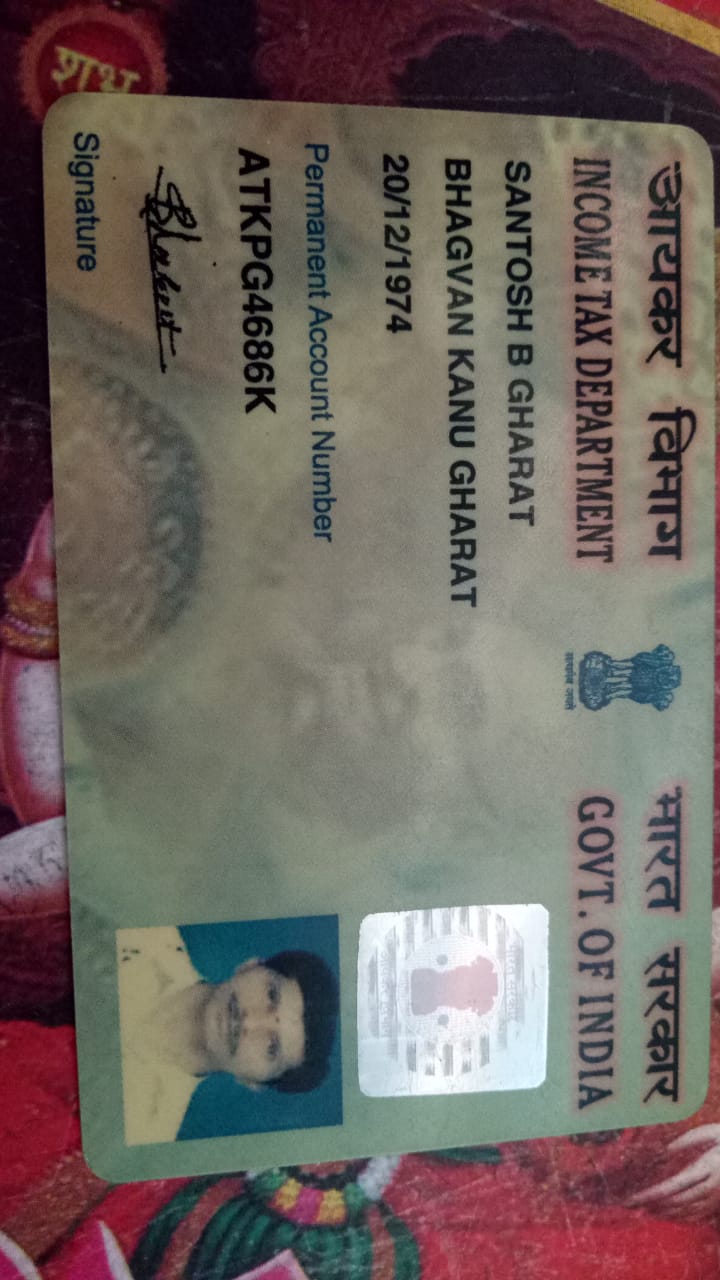 शुभ
आयकर विभाग
INCOME TAX DEPARTMENT
भारत सरकार
GOVT. OF INDIA
सत्यमेव जयते
SANTOSH B GHARAT
BHAGVAN KANU GHARAT
20/12/1974
Permanent Account Number
ATKPG4686K
Signature